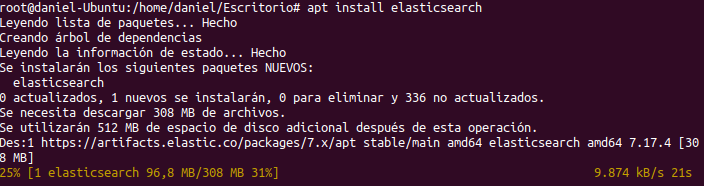 root@daniel-Ubuntu:/home/daniel/Escritorio# apt install elasticsearch
Leyendo lista de paquetes... Hecho
Creando árbol de dependencias
Leyendo la información de estado... Hecho
Se instalarán los siguientes paquetes NUEVOS:
  elasticsearch
0 actualizados, 1 nuevos se instalarán, 0 para eliminar y 336 no actualizados.
Se necesita descargar 308 MB de archivos.
Se utilizarán 512 MB de espacio de disco adicional después de esta operación.
Des:1 https://artifacts.elastic.co/packages/7.x/apt stable/main amd64 elasticsearch amd64 7.17.4 [30
8 MB]
25% [1 elasticsearch 96,8 MB/308 MB 31%] 9.874 kB/s 21s